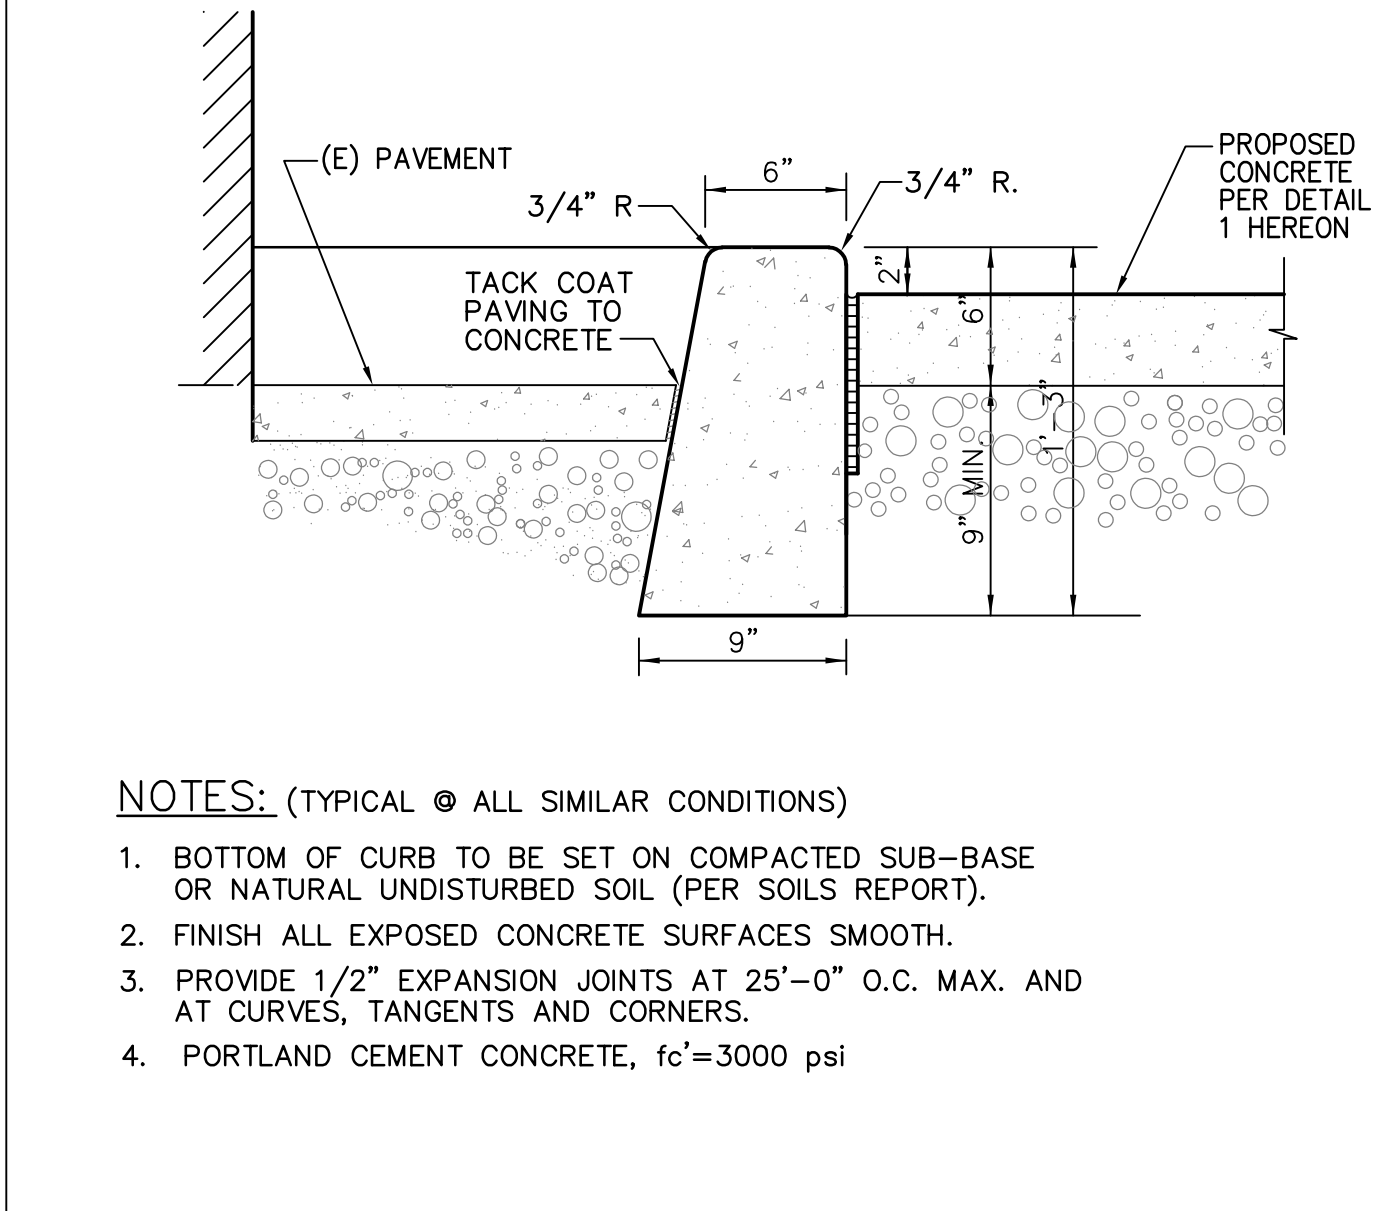 (E) PAVEMENT
6”
3/4” R
3/4” R.
PROPOSED
CONCRETE
PER DETAIL
1 HEREON
TACK COAT
PAVING TO
CONCRETE
2”
6”
1’–3”
9” MIN.
9”
NOTES: (TYPICAL @ ALL SIMILAR CONDITIONS)
1. BOTTOM OF CURB TO BE SET ON COMPACTED SUB–BASE
OR NATURAL UNDISTURBED SOIL (PER SOILS REPORT).
2. FINISH ALL EXPOSED CONCRETE SURFACES SMOOTH.
3. PROVIDE 1/2” EXPANSION JOINTS AT 25’–0” O.C. MAX. AND
AT CURVES, TANGENTS AND CORNERS.
4. PORTLAND CEMENT CONCRETE, fc’=3000 psi